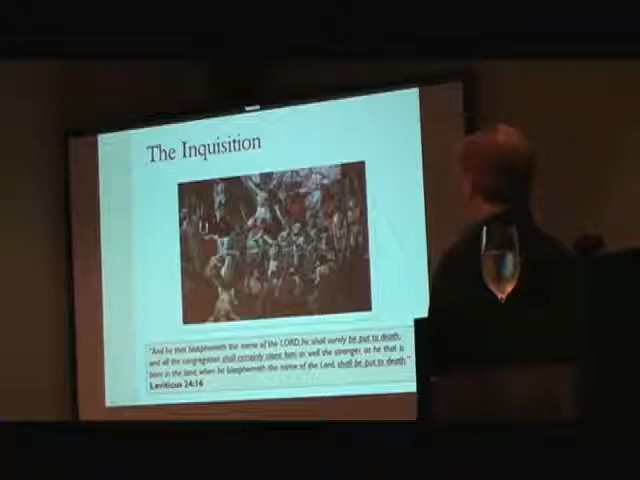 The Inquisition
"And he that blasphemeth the name of the LORD, he shall surely be put to death,
and all the congregation shall certainly stone him: as well the stranger, as he that is
born in the land, when he blasphemeth the name of the Lord, shall be put to death."
Leviticus 24:16